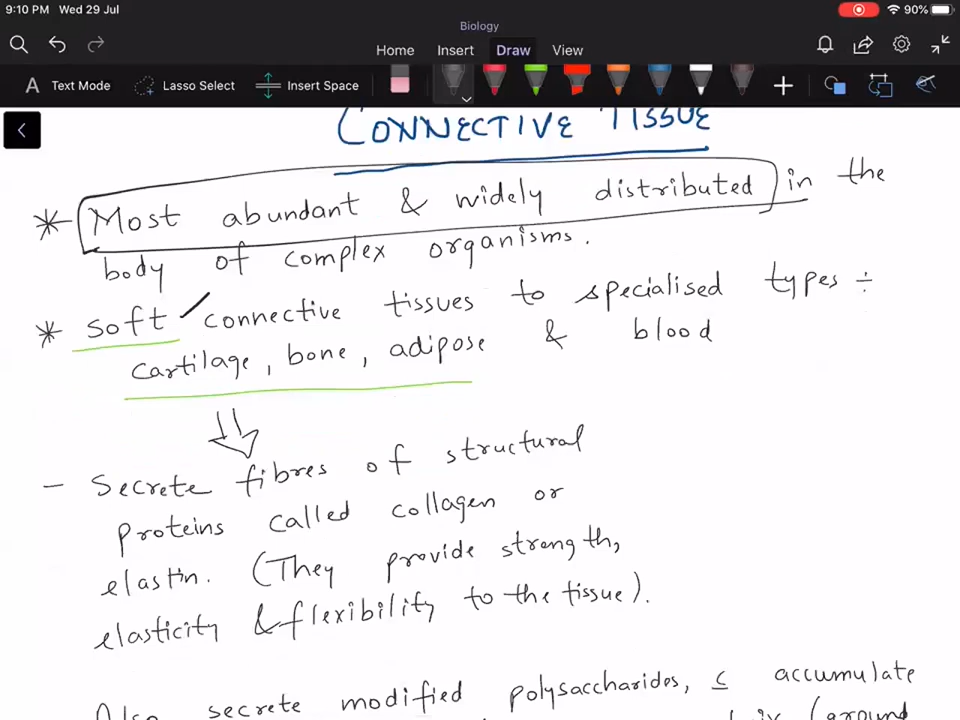 9:10 PM Wed 29 Jul
90%
Biology
Home Insert Draw View
Text Mode Lasso Select Insert Space
CONNECTIVE TISSUE
* Most abundant & widely distributed in the
body of complex organisms.
* Soft connective tissues to specialised types ÷
cartilage, bone, adipose & blood
- Secrete fibres of structural
proteins called collagen or
elastin. (They provide strength,
elasticity & flexibility to the tissue).
Also secrete modified polysaccharides, c accumulate
(around